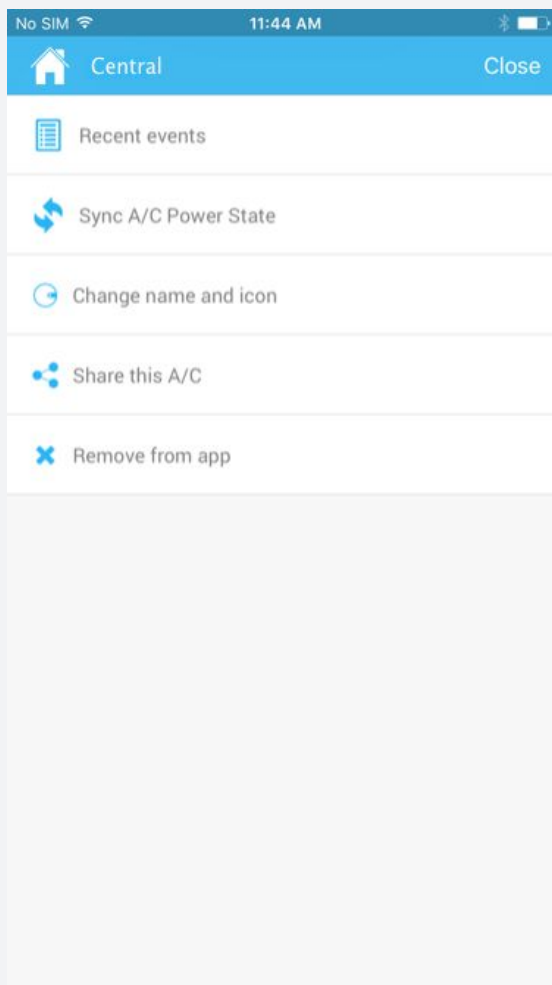 No SIM 11:44 AM
Central Close
Recent events
Sync A/C Power State
Change name and icon
Share this A/C
Remove from app